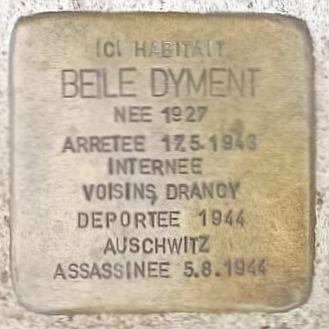 ICI HABITAIT
BEILE DYMENT
NEE 1927
ARRETEE 17.5.1943
INTERNEE
VOISINS, DRANCY
DEPORTEE 1944
AUSCHWITZ
ASSASSINEE 5.8.1944